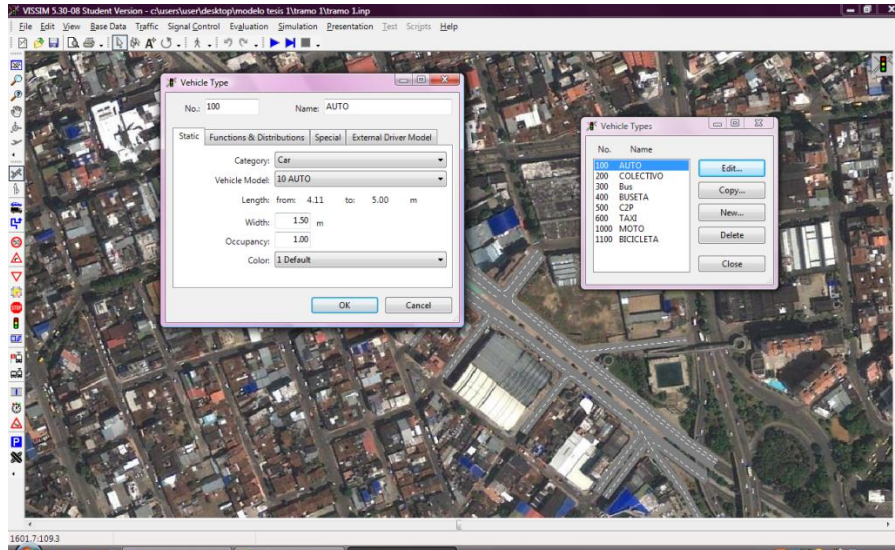 VISSIM 5.30-08 Student Version - c:\users\user\desktop\modelo tesis 1\tramo 1\tramo 1.inp
File Edit View Base Data Traffic Signal Control Evaluation Simulation Presentation Test Scripts Help
Vehicle Type
No.: 100 Name: AUTO
Static Functions & Distributions Special External Driver Model
Category: Car
Vehicle Model: 10 AUTO
Length: from: 4.11 to: 5.00 m
Width: 1.50 m
Occupancy: 1.00
Color: 1 Default
OK Cancel
Vehicle Types
No. Name
100 AUTO
200 COLECTIVO
300 Bus
400 BUSETA
500 C2P
600 TAXI
1000 MOTO
1100 BICICLETA
Edit...
Copy...
New...
Delete
Close
1601.7:109.3